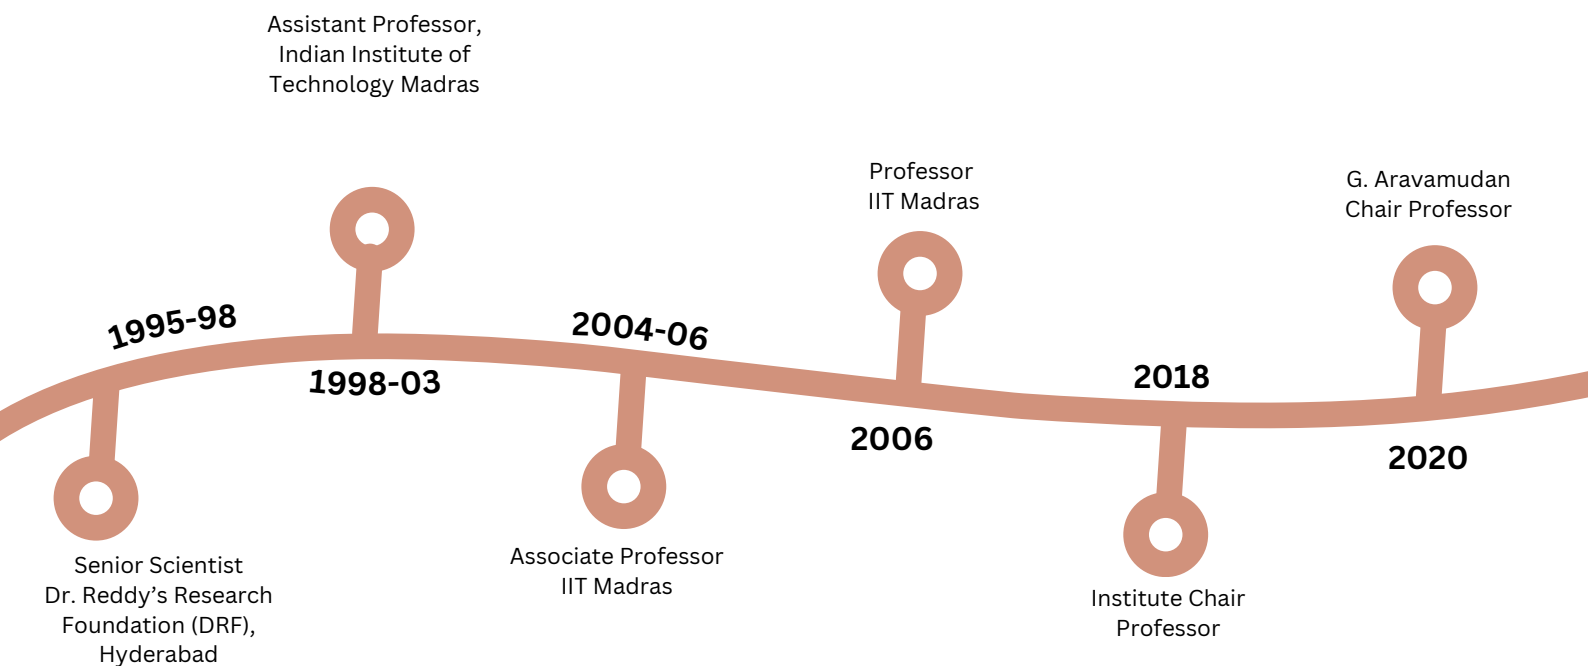 Assistant Professor,
Indian Institute of
Technology Madras
Professor
IIT Madras
G. Aravamudan
Chair Professor
1995-98
1998-03
2004-06
2006
2018
2020
Senior Scientist
Dr. Reddy’s Research
Foundation (DRF),
Hyderabad
Associate Professor
IIT Madras
Institute Chair
Professor